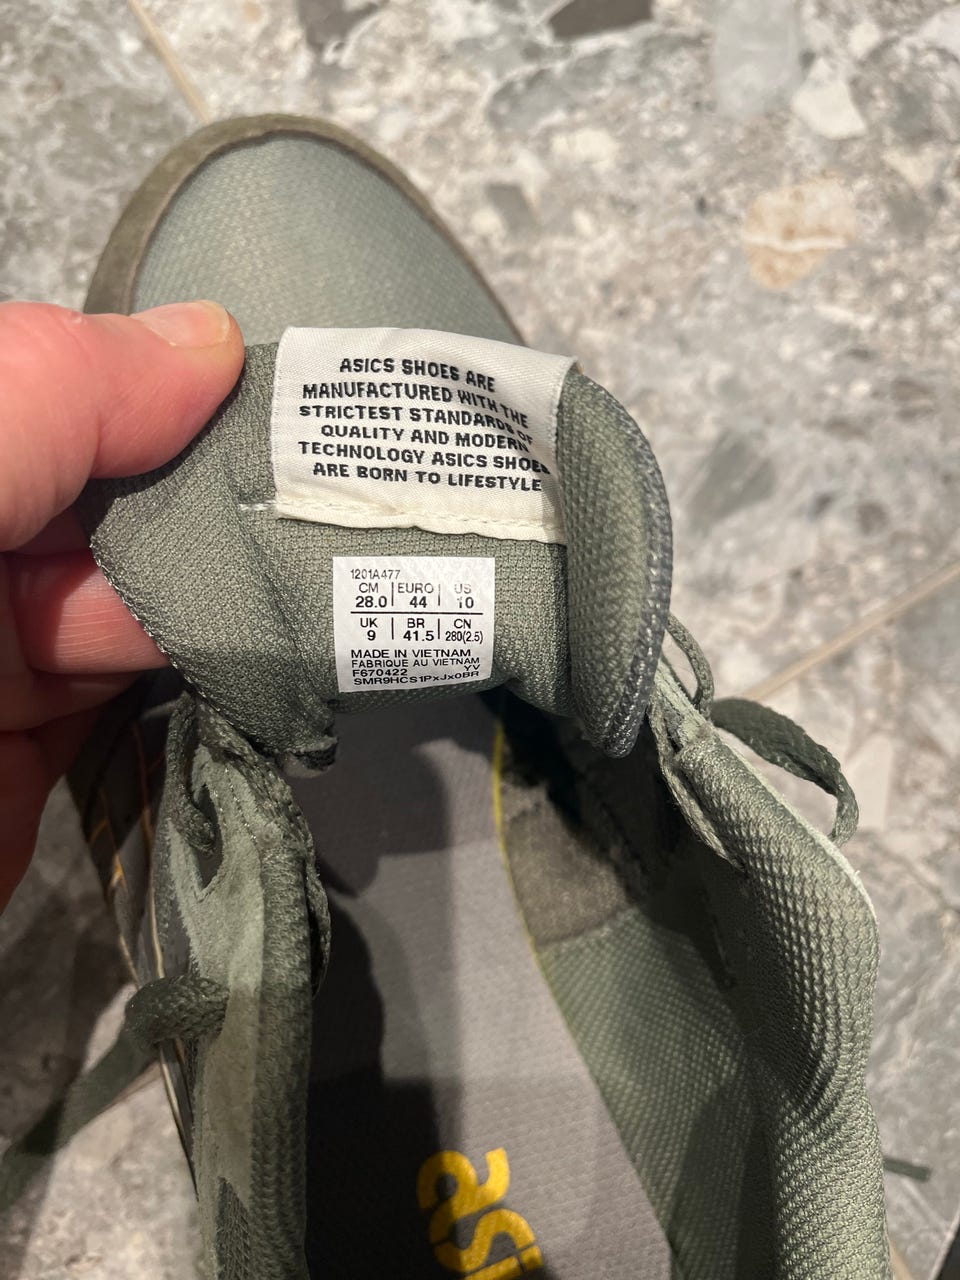 ASICS SHOES ARE
MANUFACTURED WITH THE
STRICTEST STANDARDS OF
QUALITY AND MODERN
TECHNOLOGY ASICS SHOES
ARE BORN TO LIFESTYLE
1201A477
CM | EURO | US
28.0 | 44 | 10
UK | BR | CN
9 | 41.5 | 280(2.5)
MADE IN VIETNAM
FABRIQUE AU VIETNAM
F670422 YV
SMR9HCS1PxJx0BR
asi